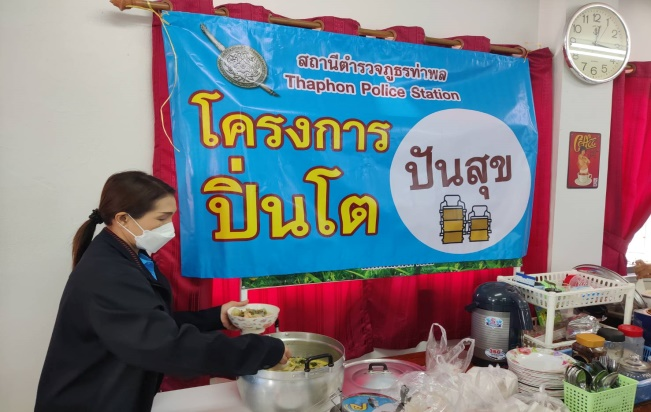 สถานีตำรวจภูธรท่าพล
Thaphon Police Station
โครงการ
ปิ่นโต
ปันสุข